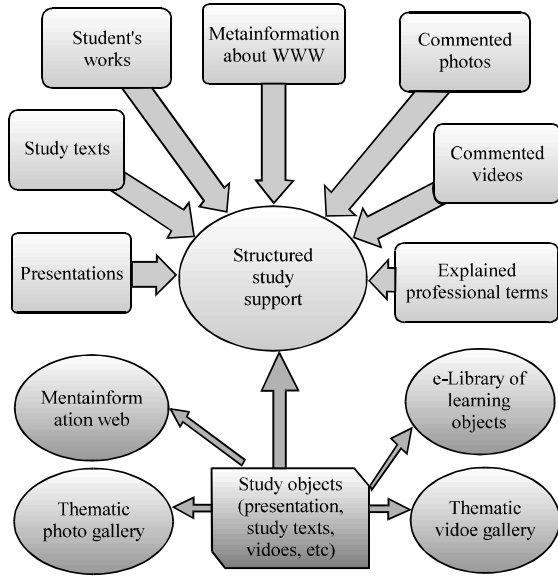 Student's
works
Metainformation
about WWW
Commented
photos
Study texts
Commented
videos
Presentations
Structured
study
support
Explained
professional terms
Mentainform
ation web
e-Library of
learning
objects
Thematic
photo gallery
Study objects
(presentation,
study texts,
vidoes, etc)
Thematic
vidoe gallery